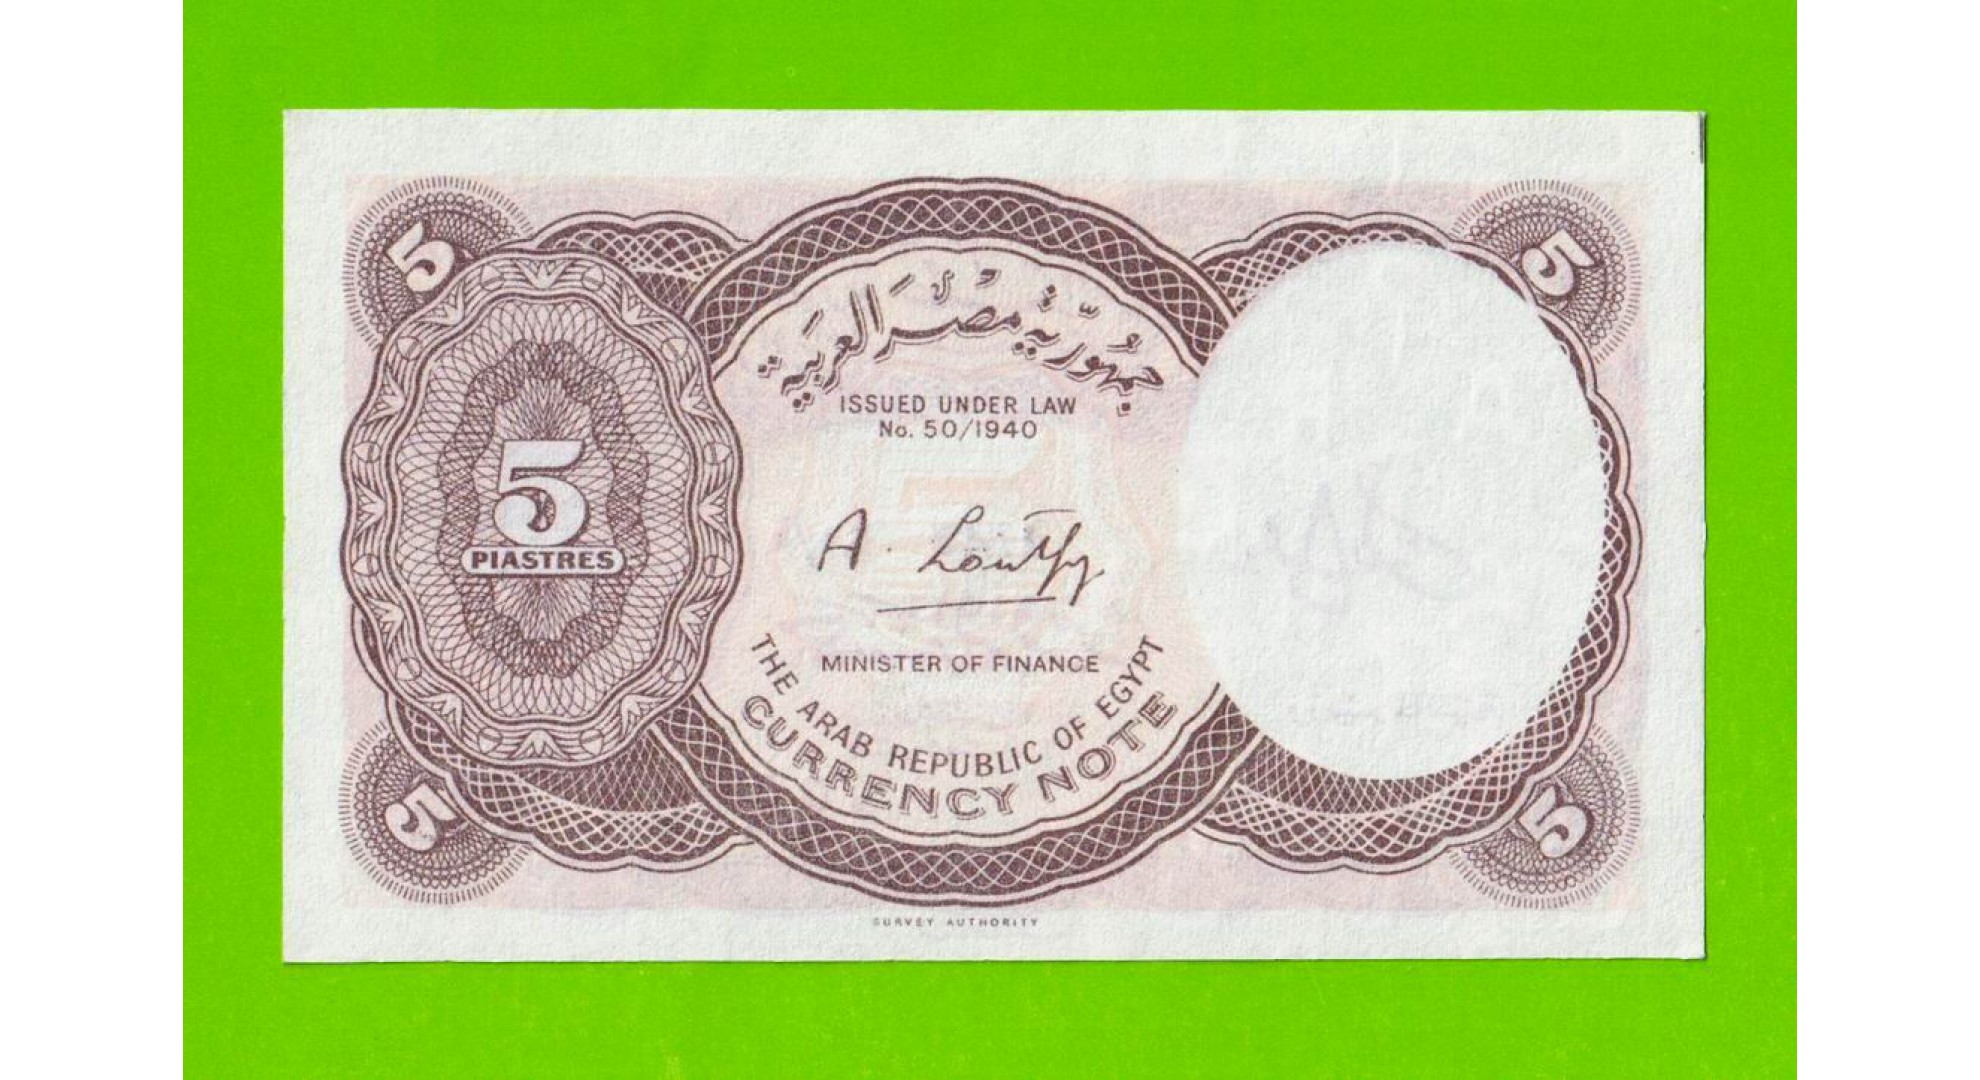 5
5
جمهورية مصر العربية
ISSUED UNDER LAW
No. 50/1940
5
PIASTRES
A. Loutfy
MINISTER OF FINANCE
THE ARAB REPUBLIC OF EGYPT
CURRENCY NOTE
5
5
SURVEY AUTHORITY